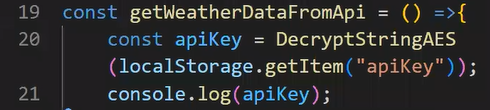 19 const getWeatherDataFromApi = () =>{
20 const apiKey = DecryptStringAES
(localStorage.getItem("apiKey"));
21 console.log(apiKey);